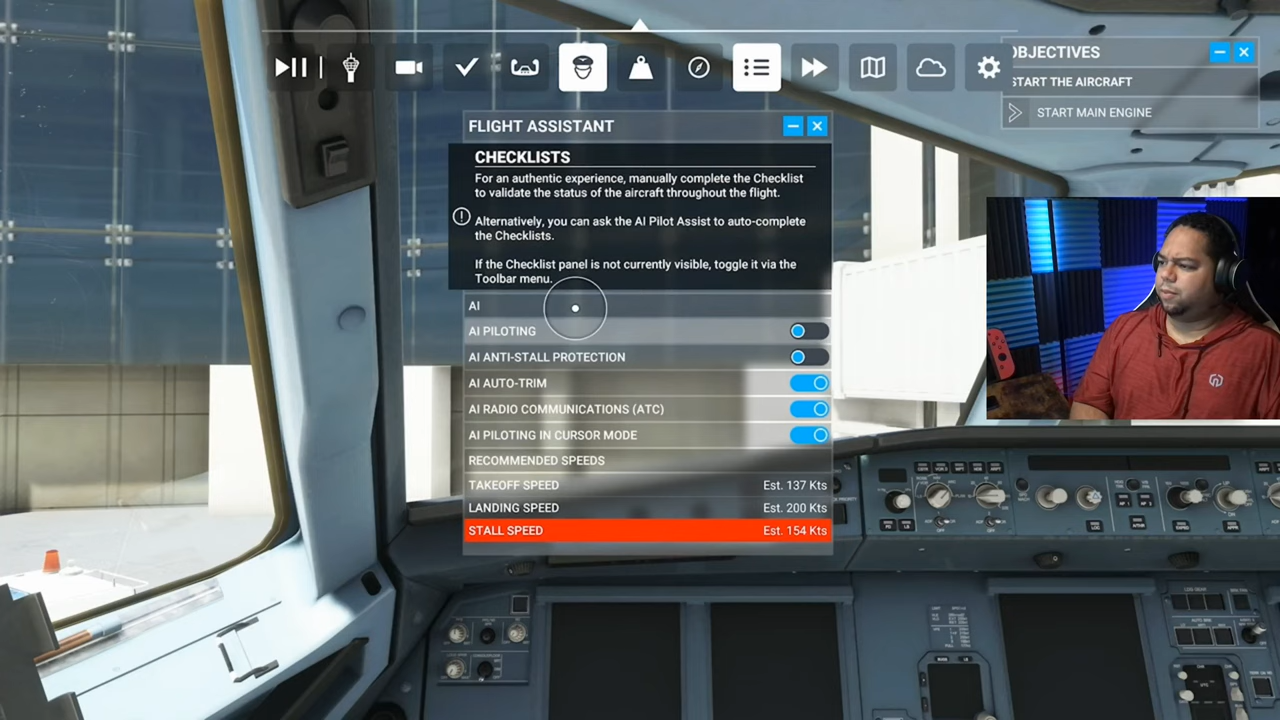 OBJECTIVES
START THE AIRCRAFT
START MAIN ENGINE
FLIGHT ASSISTANT
CHECKLISTS
For an authentic experience, manually complete the Checklist
to validate the status of the aircraft throughout the flight.
Alternatively, you can ask the AI Pilot Assist to auto-complete
the Checklists.
If the Checklist panel is not currently visible, toggle it via the
Toolbar menu.
AI
AI PILOTING
AI ANTI-STALL PROTECTION
AI AUTO-TRIM
AI RADIO COMMUNICATIONS (ATC)
AI PILOTING IN CURSOR MODE
RECOMMENDED SPEEDS
TAKEOFF SPEED Est. 137 Kts
LANDING SPEED Est. 200 Kts
STALL SPEED Est. 154 Kts